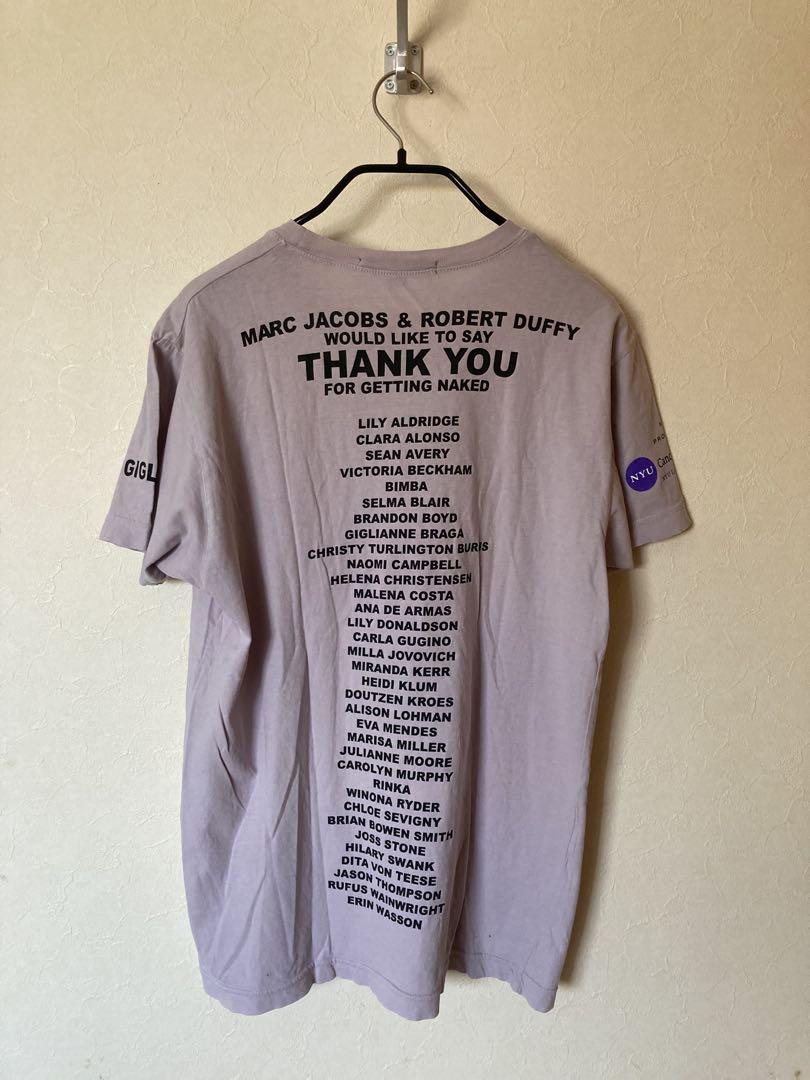 MARC JACOBS & ROBERT DUFFY
WOULD LIKE TO SAY
THANK YOU
FOR GETTING NAKED
LILY ALDRIDGE
CLARA ALONSO
SEAN AVERY
VICTORIA BECKHAM
BIMBA
SELMA BLAIR
BRANDON BOYD
GIGLIANNE BRAGA
CHRISTY TURLINGTON BURNS
NAOMI CAMPBELL
HELENA CHRISTENSEN
MALENA COSTA
ANA DE ARMAS
LILY DONALDSON
CARLA GUGINO
MILLA JOVOVICH
MIRANDA KERR
HEIDI KLUM
DOUTZEN KROES
ALISON LOHMAN
EVA MENDES
MARISA MILLER
JULIANNE MOORE
CAROLYN MURPHY
RINKA
WINONA RYDER
CHLOE SEVIGNY
BRIAN BOWEN SMITH
JOSS STONE
HILARY SWANK
DITA VON TEESE
JASON THOMPSON
RUFUS WAINWRIGHT
ERIN WASSON
GIGL
NYU